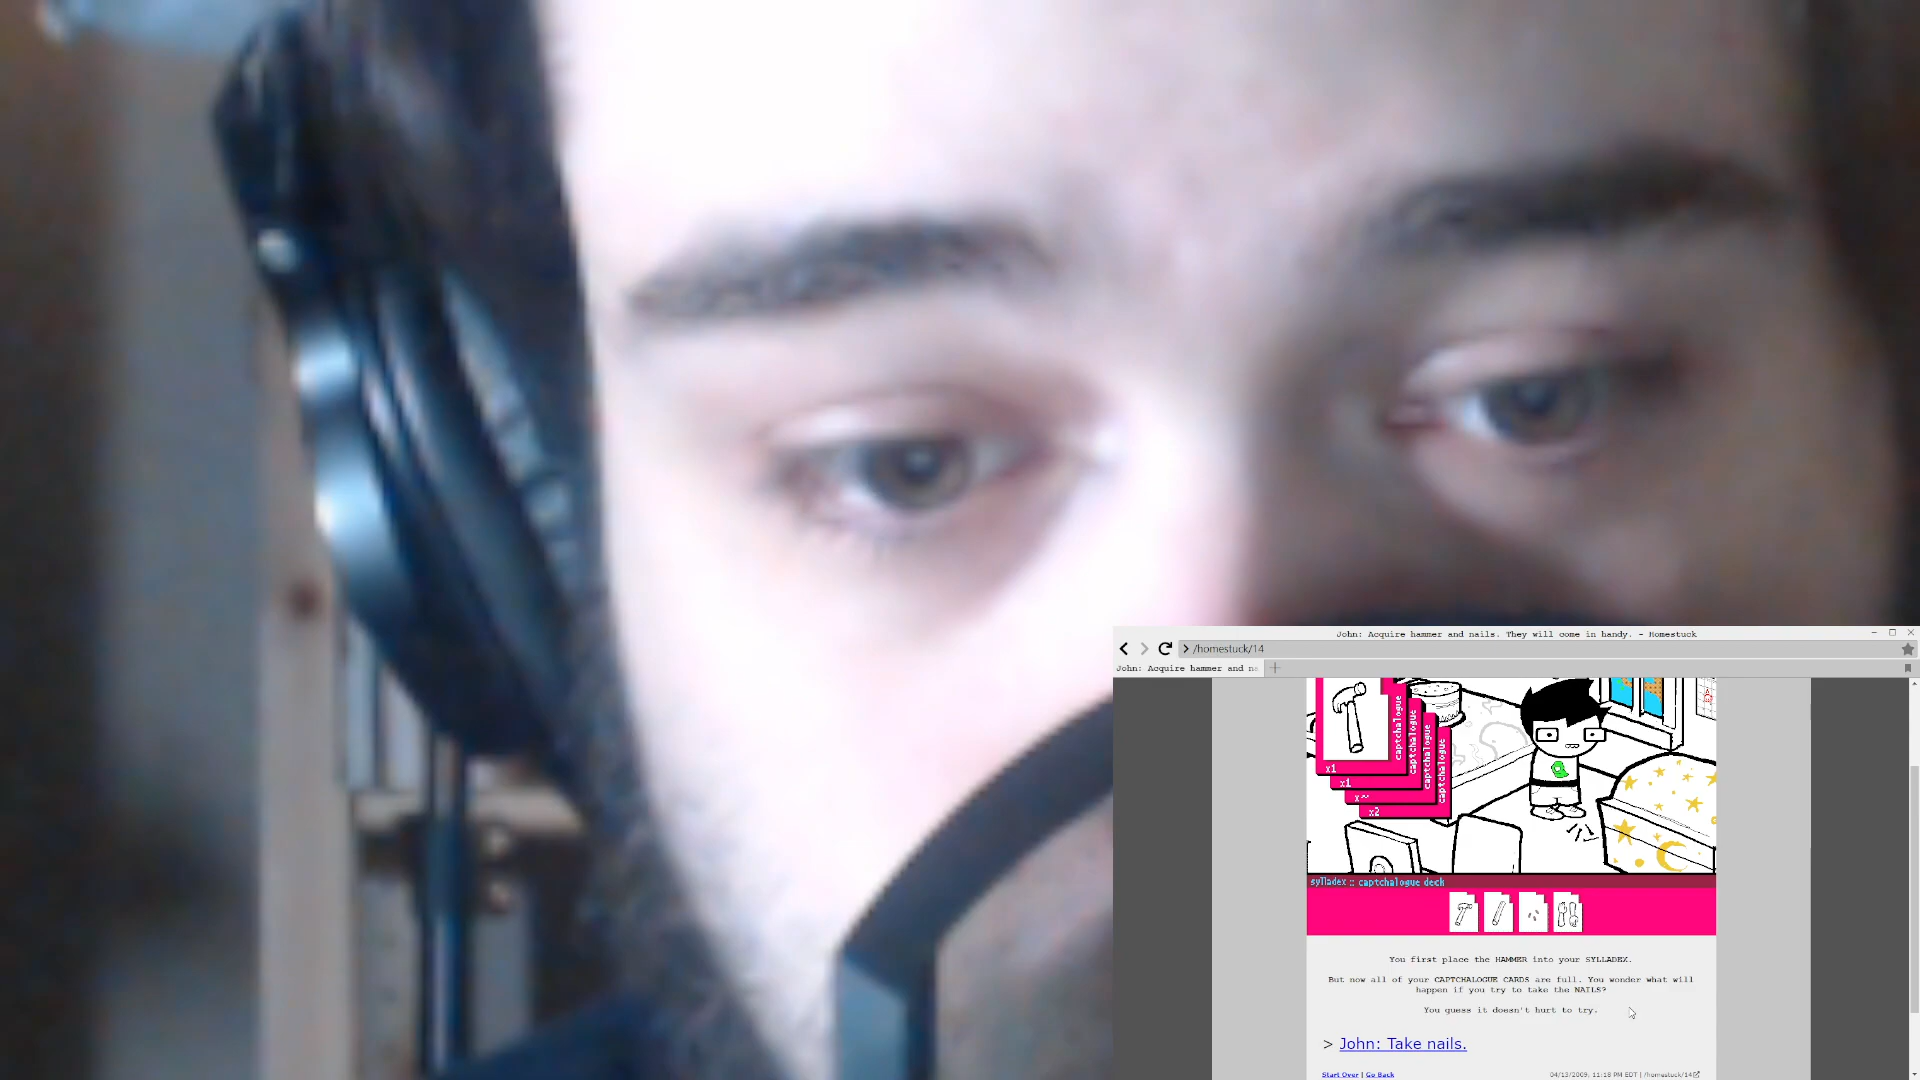 John: Acquire hammer and nails. They will come in handy. - Homestuck
/homestuck/14
John: Acquire hammer and na
captchalogue
captchalogue
captchalogue
captchalogue
x1
x1
x^^
x2
sylladex :: captchalogue deck
You first place the HAMMER into your SYLLADEX.
But now all of your CAPTCHALOGUE CARDS are full. You wonder what will
happen if you try to take the NAILS?
You guess it doesn't hurt to try.
> John: Take nails.
Start Over | Go Back
04/13/2009, 11:18 PM EDT | /homestuck/14